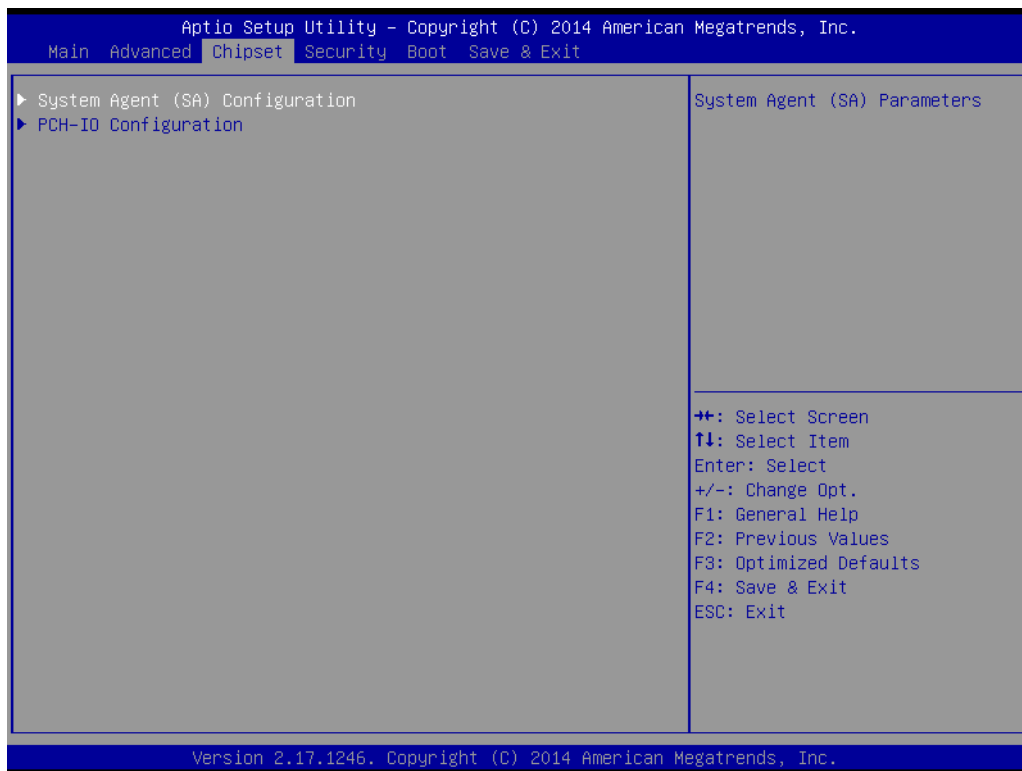 Aptio Setup Utility – Copyright (C) 2014 American Megatrends, Inc.
Main Advanced Chipset Security Boot Save & Exit
▶ System Agent (SA) Configuration
▶ PCH-IO Configuration
System Agent (SA) Parameters
→←: Select Screen
↑↓: Select Item
Enter: Select
+/-: Change Opt.
F1: General Help
F2: Previous Values
F3: Optimized Defaults
F4: Save & Exit
ESC: Exit
Version 2.17.1246. Copyright (C) 2014 American Megatrends, Inc.